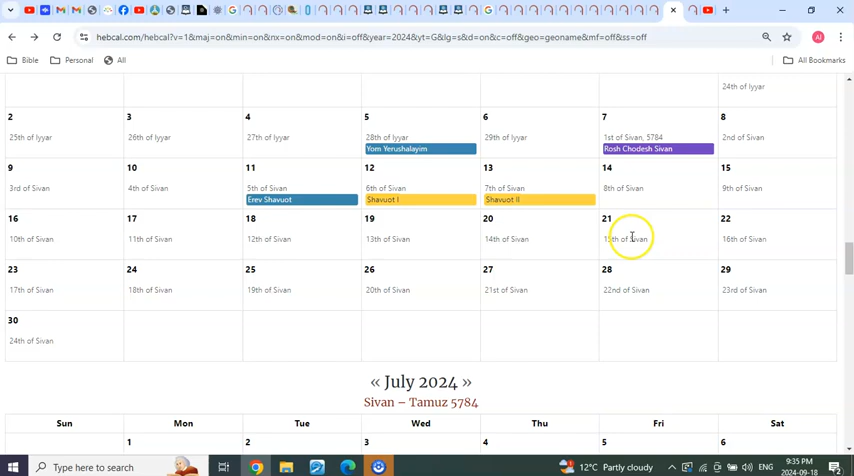 hebcal.com/hebcal?v=1&maj=on&min=on&nx=on&mod=on&i=off&year=2024&yt=G&lg=s&d=on&c=off&geo=geoname&mf=off&ss=off
Bible Personal All All Bookmarks
24th of Iyyar
2 3 4 5 6 7 8
25th of Iyyar 26th of Iyyar 27th of Iyyar 28th of Iyyar 29th of Iyyar 1st of Sivan, 5784 2nd of Sivan
Yom Yerushalayim Rosh Chodesh Sivan
9 10 11 12 13 14 15
3rd of Sivan 4th of Sivan 5th of Sivan 6th of Sivan 7th of Sivan 8th of Sivan 9th of Sivan
Erev Shavuot Shavuot I Shavuot II
16 17 18 19 20 21 22
10th of Sivan 11th of Sivan 12th of Sivan 13th of Sivan 14th of Sivan 15th of Sivan 16th of Sivan
23 24 25 26 27 28 29
17th of Sivan 18th of Sivan 19th of Sivan 20th of Sivan 21st of Sivan 22nd of Sivan 23rd of Sivan
30
24th of Sivan
« July 2024 »
Sivan – Tamuz 5784
Sun Mon Tue Wed Thu Fri Sat
1 2 3 4 5 6
Type here to search 12°C Partly cloudy ENG 9:35 PM
2024-09-18